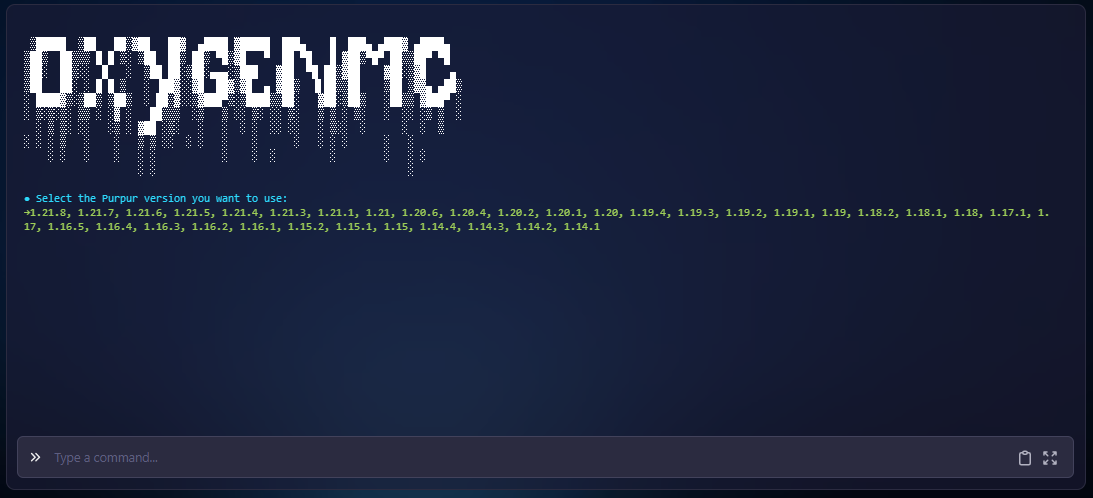 OXYGENMC
● Select the Purpur version you want to use:
→1.21.8, 1.21.7, 1.21.6, 1.21.5, 1.21.4, 1.21.3, 1.21.1, 1.21, 1.20.6, 1.20.4, 1.20.2, 1.20.1, 1.20, 1.19.4, 1.19.3, 1.19.2, 1.19.1, 1.19, 1.18.2, 1.18.1, 1.18, 1.17.1, 1.
17, 1.16.5, 1.16.4, 1.16.3, 1.16.2, 1.16.1, 1.15.2, 1.15.1, 1.15, 1.14.4, 1.14.3, 1.14.2, 1.14.1
» Type a command...